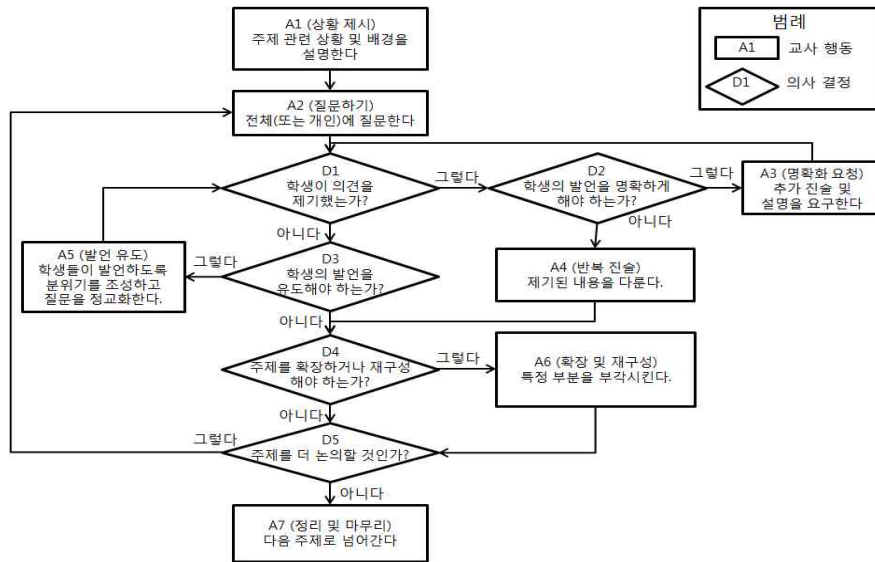 A1 (상황 제시)
주제 관련 상황 및 배경을
설명한다
범례
A1
교사 행동
D1
의사 결정
A2 (질문하기)
전체(또는 개인)에 질문한다
D1
학생이 의견을
제기했는가?
그렇다
D2
학생의 발언을 명확하게
해야 하는가?
그렇다
A3 (명확화 요청)
추가 진술 및
설명을 요구한다
아니다
아니다
A5 (발언 유도)
학생들이 발언하도록
분위기를 조성하고
질문을 정교화한다.
그렇다
D3
학생의 발언을
유도해야 하는가?
A4 (반복 진술)
제기된 내용을 다룬다.
아니다
D4
주제를 확장하거나 재구성
해야 하는가?
그렇다
A6 (확장 및 재구성)
특정 부분을 부각시킨다.
아니다
그렇다
D5
주제를 더 논의할 것인가?
아니다
A7 (정리 및 마무리)
다음 주제로 넘어간다